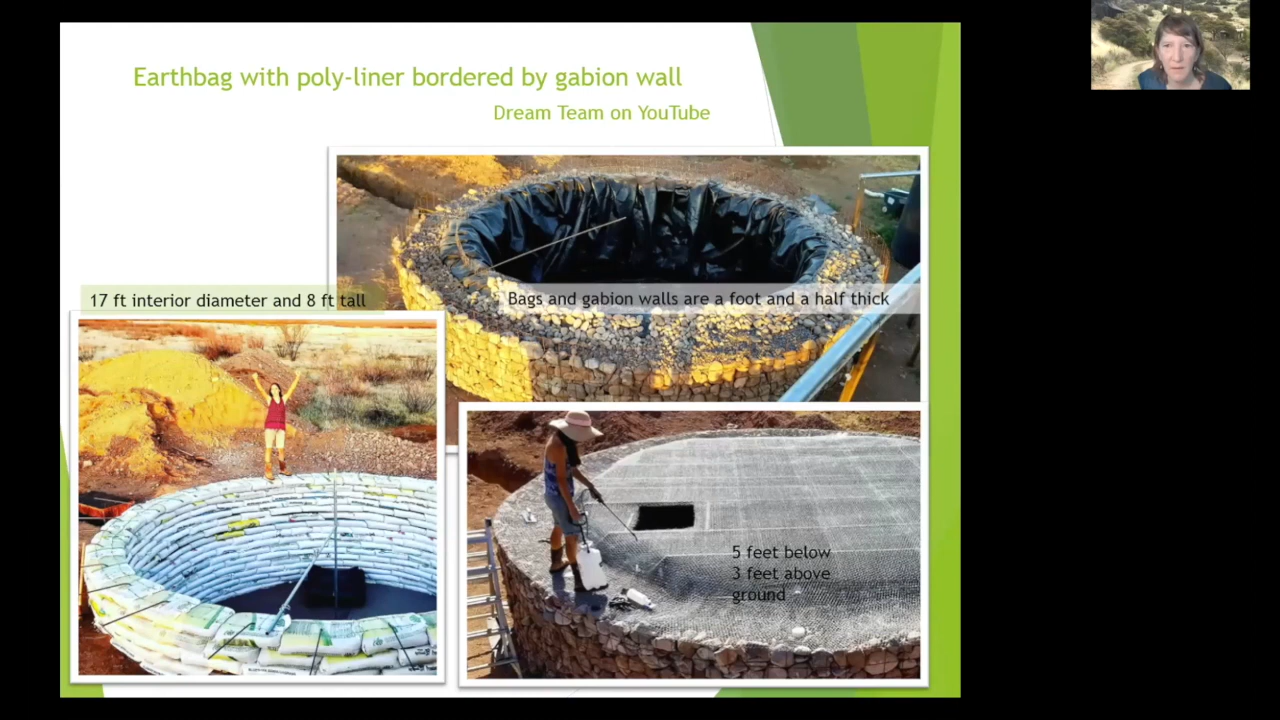 Earthbag with poly-liner bordered by gabion wall
Dream Team on YouTube
17 ft interior diameter and 8 ft tall
Bags and gabion walls are a foot and a half thick
5 feet below
3 feet above
ground